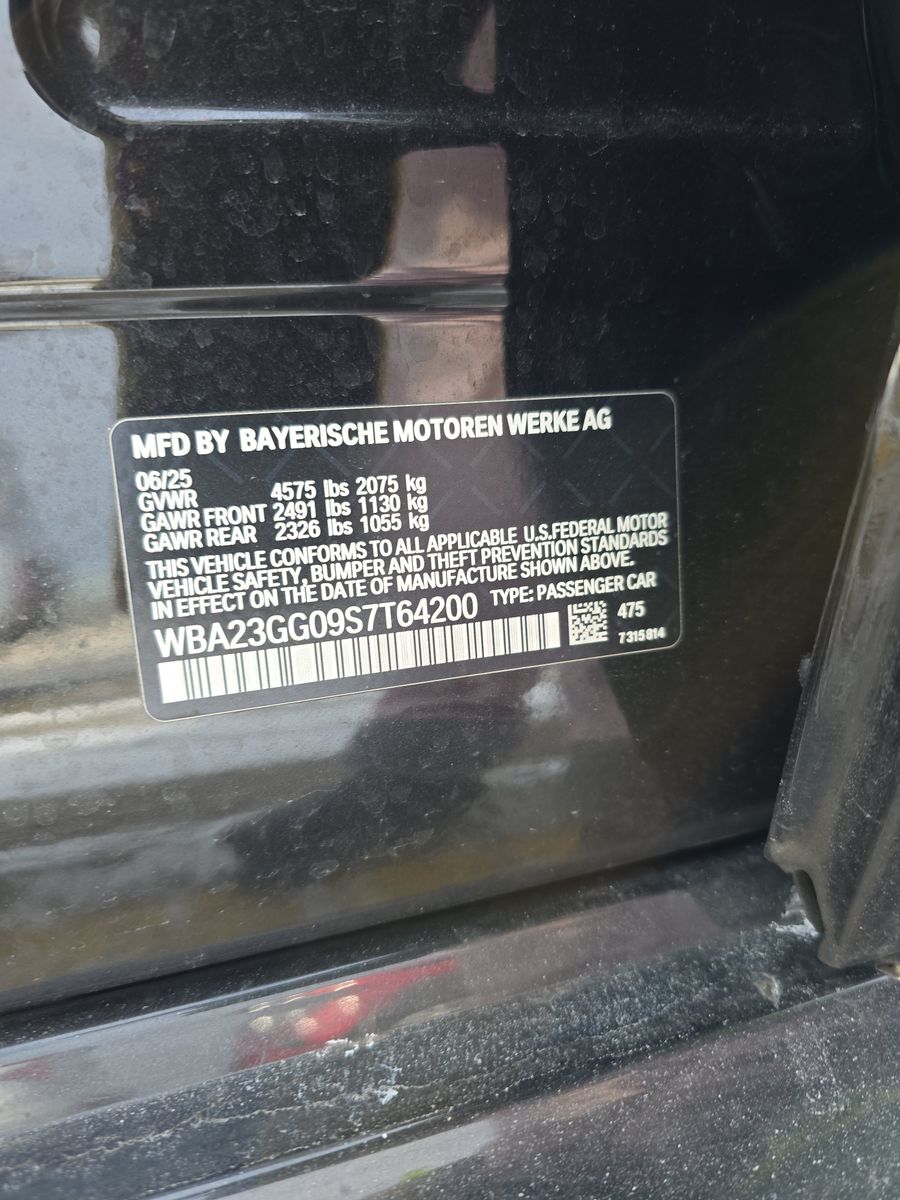 MFD BY BAYERISCHE MOTOREN WERKE AG
06/25
GVWR 4575 lbs 2075 kg
GAWR FRONT 2491 lbs 1130 kg
GAWR REAR 2326 lbs 1055 kg
THIS VEHICLE CONFORMS TO ALL APPLICABLE U.S.FEDERAL MOTOR
VEHICLE SAFETY, BUMPER AND THEFT PREVENTION STANDARDS
IN EFFECT ON THE DATE OF MANUFACTURE SHOWN ABOVE.
WBA23GG09S7T64200 TYPE: PASSENGER CAR
475
7315814